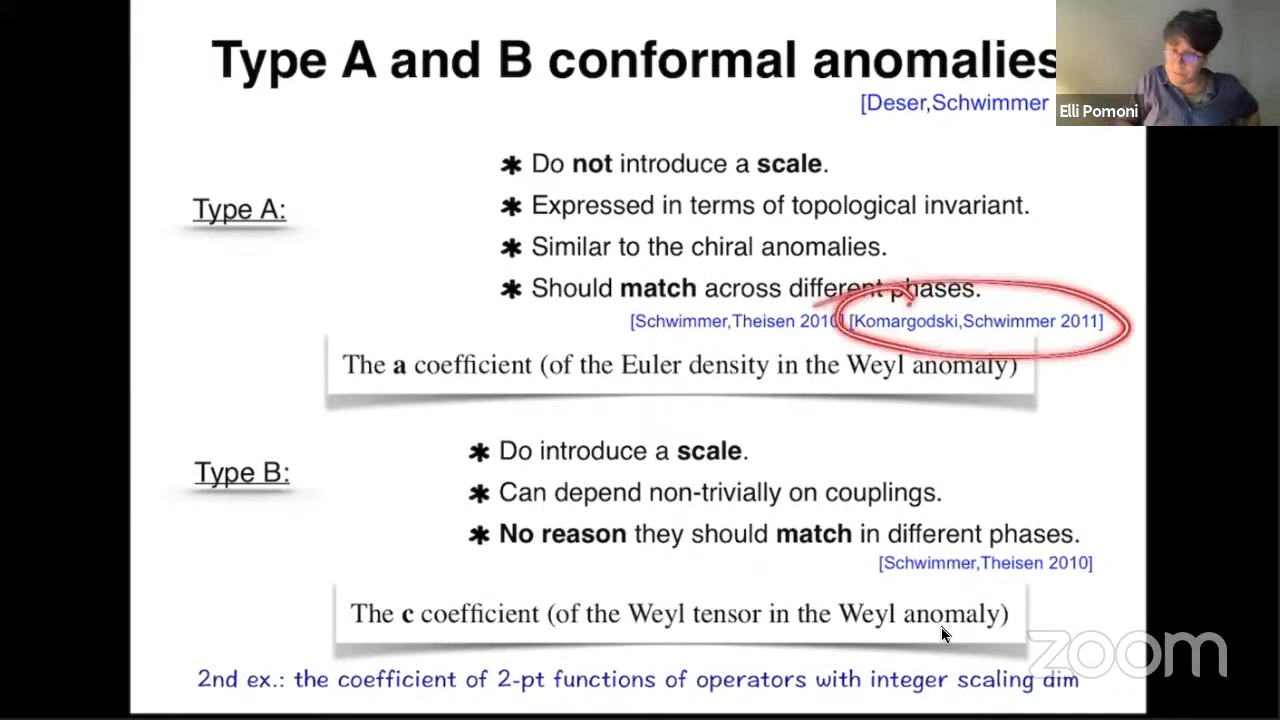 Type A and B conformal anomalies
[Deser,Schwimmer
Elli Pomoni
Type A:
∗ Do not introduce a scale.
∗ Expressed in terms of topological invariant.
∗ Similar to the chiral anomalies.
∗ Should match across different phases.
[Schwimmer,Theisen 2010] [Komargodski,Schwimmer 2011]
The a coefficient (of the Euler density in the Weyl anomaly)
Type B:
∗ Do introduce a scale.
∗ Can depend non-trivially on couplings.
∗ No reason they should match in different phases.
[Schwimmer,Theisen 2010]
The c coefficient (of the Weyl tensor in the Weyl anomaly)
zoom
2nd ex.: the coefficient of 2-pt functions of operators with integer scaling dim